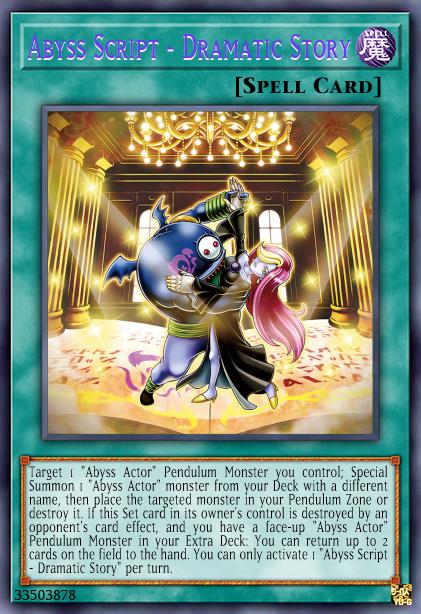 Abyss Script - Dramatic Story
SPELL
魔
[Spell Card]
Target 1 "Abyss Actor" Pendulum Monster you control; Special
Summon 1 "Abyss Actor" monster from your Deck with a different
name, then place the targeted monster in your Pendulum Zone or
destroy it. If this Set card in its owner's control is destroyed by an
opponent's card effect, and you have a face-up "Abyss Actor"
Pendulum Monster in your Extra Deck: You can return up to 2
cards on the field to the hand. You can only activate 1 "Abyss Script
- Dramatic Story" per turn.
33503878